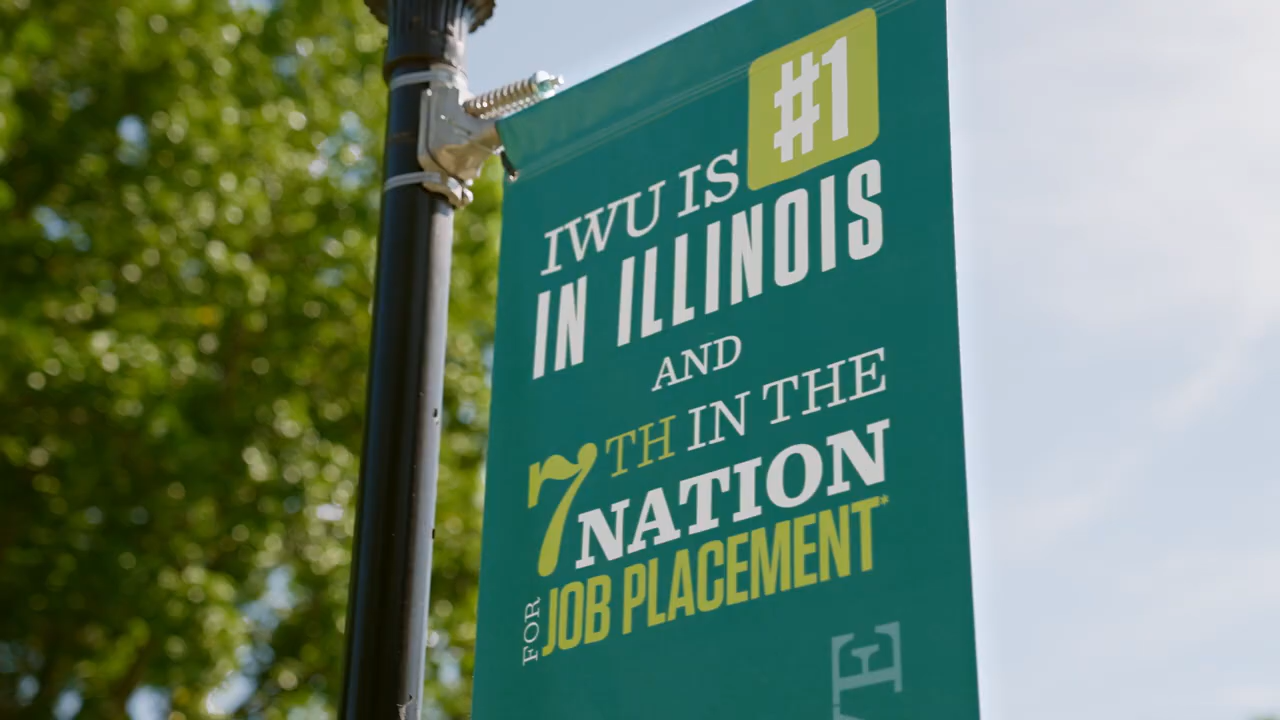 IWU IS #1
IN ILLINOIS
AND
7TH IN THE
NATION
FOR JOB PLACEMENT*